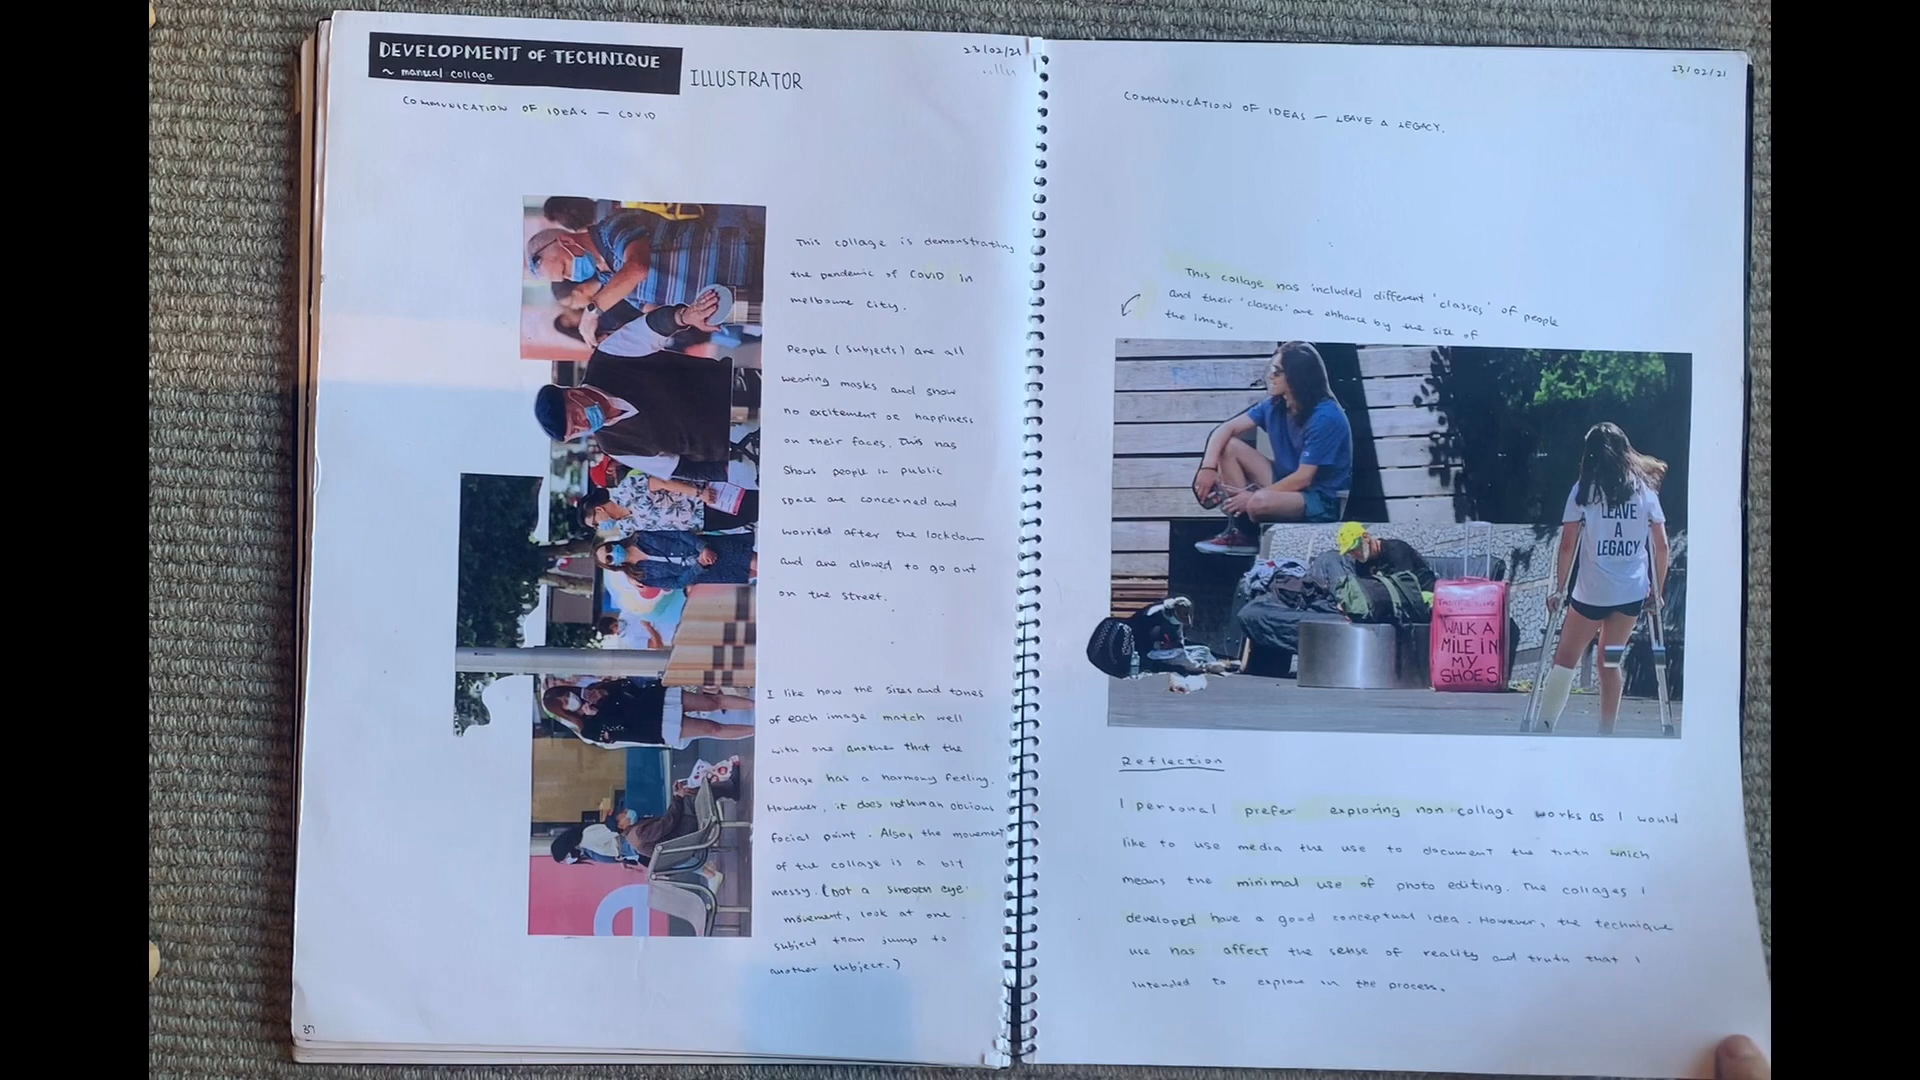 DEVELOPMENT OF TECHNIQUE
~ manual collage
ILLUSTRATOR
23/02/21
COMMUNICATION OF IDEAS — COVID
This collage is demonstrating
the pandemic of COVID in
melbourne city.
People (subjects) are all
wearing masks and show
no excitement or happiness
on their faces. This has
shows people in public
space are concerned and
worried after the lockdown
and are allowed to go out
on the street.
I like how the sizes and tones
of each image match well
with one another that the
collage has a harmony feeling.
However, it does not an obvious
focial point. Also, the movement
of the collage is a bit
messy. (not a smooth eye
movement, look at one
subject than jump to
another subject.)
37
23/02/21
COMMUNICATION OF IDEAS — LEAVE A LEGACY.
This collage has included different 'classes' of people
and their 'classes' are enhance by the size of
the image.
LEAVE
A
LEGACY
WALK A
MILE IN
MY
SHOES
Reflection
I personal prefer exploring non-collage works as I would
like to use media the use to document the truth which
means the minimal use of photo editing. The collages I
developed have a good conceptual idea. However, the technique
use has affect the sense of reality and truth that I
intended to explore in the process.